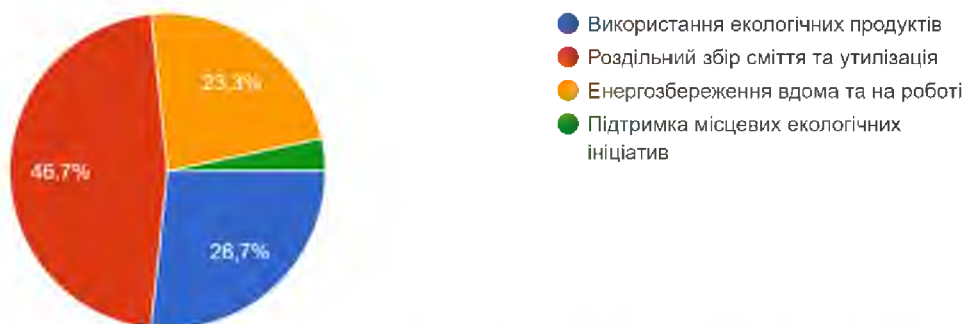 Використання екологічних продуктів
Роздільний збір сміття та утилізація
23,3%
Енергозбереження вдома та на роботі
Підтримка місцевих екологічних
ініціатив
46,7%
26,7%